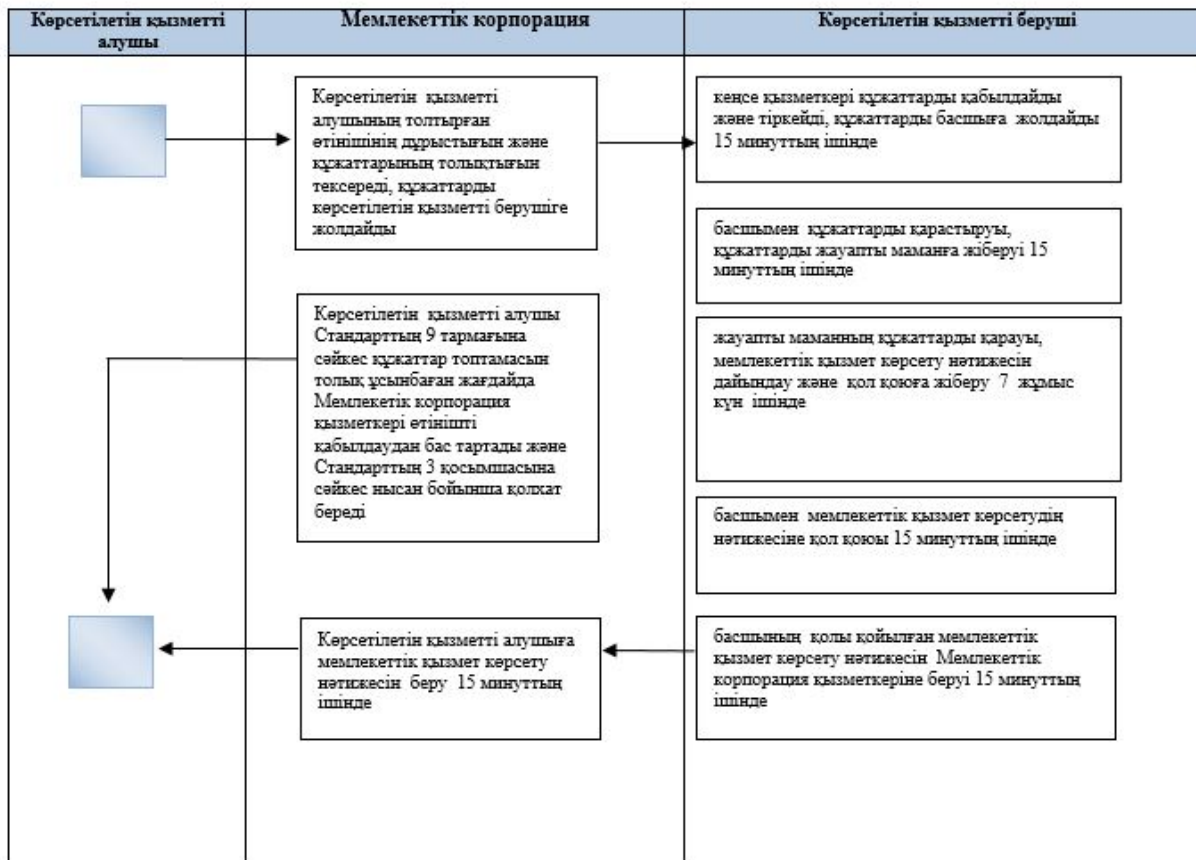 Көрсетілетін қызметті
алушы
Мемлекеттік корпорация
Көрсетілетін қызметті беруші
Көрсетілетін қызметті
алушының толтырған
өтінішінің дұрыстығын және
құжаттарының толықтығын
тексереді, құжаттарды
көрсетілетін қызметті берушіге
жолдайды
кеңсе қызметкері құжаттарды қабылдайды
және тіркейді, құжаттарды басшыға жолдайды
15 минуттың ішінде
басшымен құжаттарды қарастыруы,
құжаттарды жауапты маманға жіберуі 15
минуттың ішінде
Көрсетілетін қызметті алушы
Стандарттың 9 тармағына
сәйкес құжаттар топтамасын
толық ұсынбаған жағдайда
Мемлекетік корпорация
қызметкері өтінішті
қабылдаудан бас тартады және
Стандарттың 3 қосымшасына
сәйкес нысан бойынша қолхат
береді
жауапты маманның құжаттарды қарауы,
мемлекеттік қызмет көрсету нәтижесін
дайындау және қол қоюға жіберу 7 жұмыс
күн ішінде
басшымен мемлекеттік қызмет көрсетудің
нәтижесіне қол қоюы 15 минуттың ішінде
Көрсетілетін қызметті алушыға
мемлекеттік қызмет көрсету
нәтижесін беру 15 минуттың
ішінде
басшының қолы қойылған мемлекеттік
қызмет көрсету нәтижесін Мемлекеттік
корпорация қызметкеріне беруі 15 минуттың
ішінде